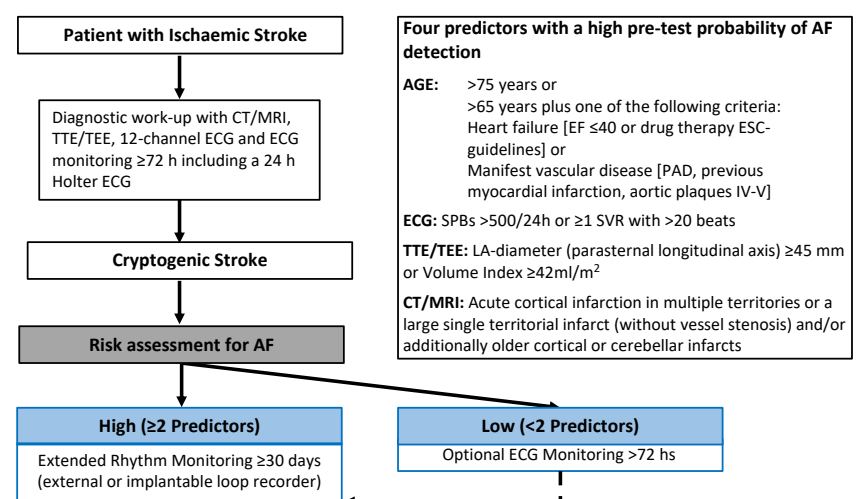 Patient with Ischaemic Stroke
Diagnostic work-up with CT/MRI,
TTE/TEE, 12-channel ECG and ECG
monitoring ≥72 h including a 24 h
Holter ECG
Cryptogenic Stroke
Risk assessment for AF
Four predictors with a high pre-test probability of AF
detection
AGE: >75 years or
>65 years plus one of the following criteria:
Heart failure [EF ≤40 or drug therapy ESC-
guidelines] or
Manifest vascular disease [PAD, previous
myocardial infarction, aortic plaques IV-V]
ECG: SPBs >500/24h or ≥1 SVR with >20 beats
TTE/TEE: LA-diameter (parasternal longitudinal axis) ≥45 mm
or Volume Index ≥42ml/m²
CT/MRI: Acute cortical infarction in multiple territories or a
large single territorial infarct (without vessel stenosis) and/or
additionally older cortical or cerebellar infarcts
High (≥2 Predictors)
Extended Rhythm Monitoring ≥30 days
(external or implantable loop recorder)
Low (<2 Predictors)
Optional ECG Monitoring >72 hs